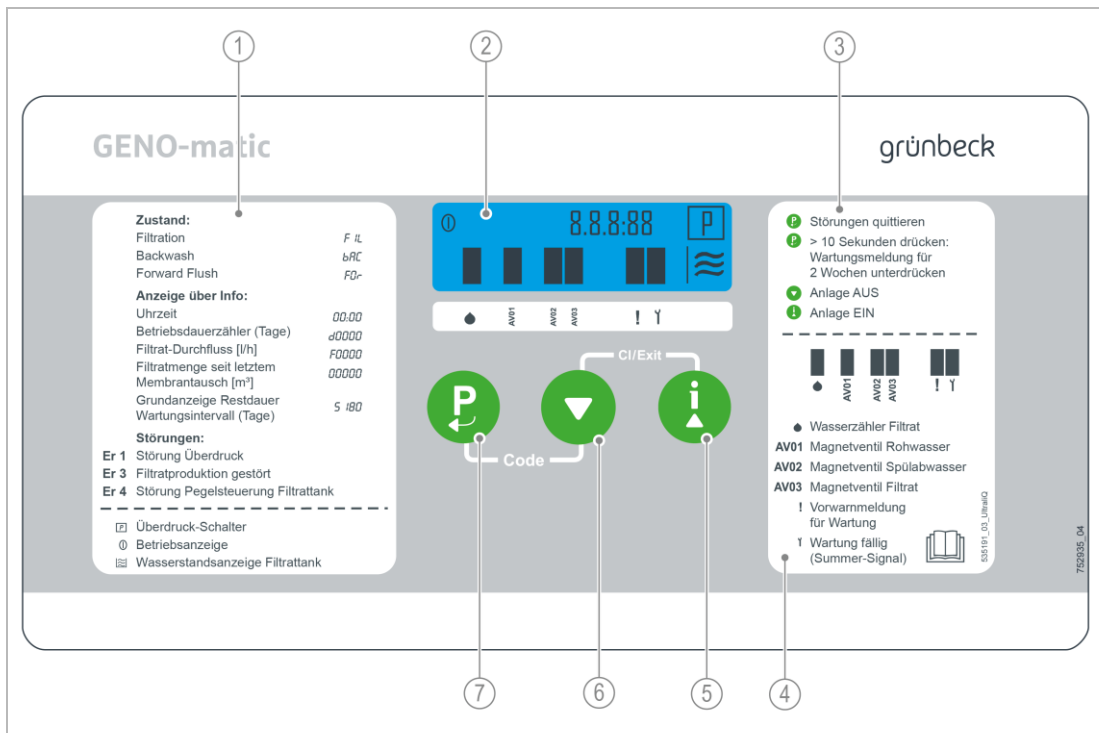 1
2
3
GENO-matic
grünbeck
Zustand:
Filtration FIL
Backwash bAC
Forward Flush FOr
Anzeige über Info:
Uhrzeit 00:00
Betriebsdauerzähler (Tage) d0000
Filtrat-Durchfluss [l/h] F0000
Filtratmenge seit letztem
Membrantausch [m³] 00000
Grundanzeige Restdauer
Wartungsintervall (Tage) S 180
Störungen:
Er 1 Störung Überdruck
Er 3 Filtratproduktion gestört
Er 4 Störung Pegelsteuerung Filtrattank
P Überdruck-Schalter
Betriebsanzeige
Wasserstandsanzeige Filtrattank
8.8.8:88 P
AV01 AV02 AV03 !
Cl/Exit
P
i
Code
P Störungen quittieren
P > 10 Sekunden drücken:
Wartungsmeldung für
2 Wochen unterdrücken
Anlage AUS
! Anlage EIN
AV01 AV02 AV03 !
Wasserzähler Filtrat
AV01 Magnetventil Rohwasser
AV02 Magnetventil Spülabwasser
AV03 Magnetventil Filtrat
! Vorwarnmeldung
für Wartung
Wartung fällig
(Summer-Signal)
535191_03_UltraliQ
752935_04
7
6
5
4